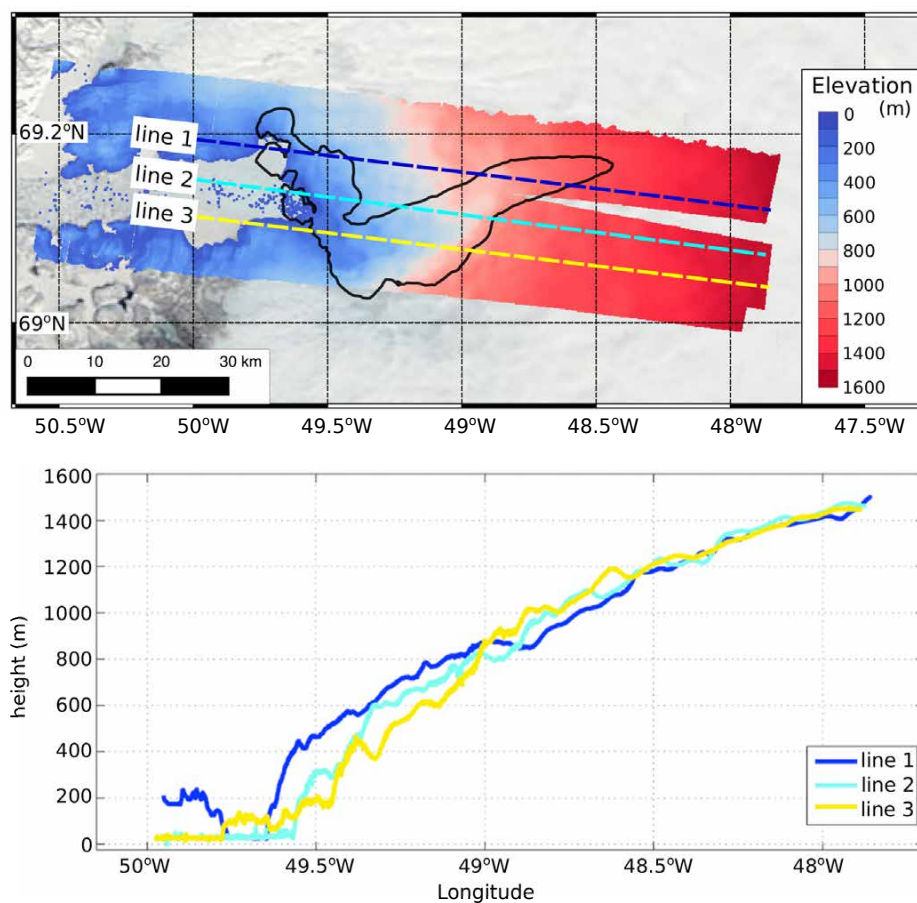 Elevation
(m)
0
200
400
600
800
1000
1200
1400
1600
69.2°N
69°N
line 1
line 2
line 3
0 10 20 30 km
50.5°W 50°W 49.5°W 49°W 48.5°W 48°W 47.5°W
1600
1400
1200
1000
800
600
400
200
0
height (m)
line 1
line 2
line 3
50°W 49.5°W 49°W 48.5°W 48°W
Longitude